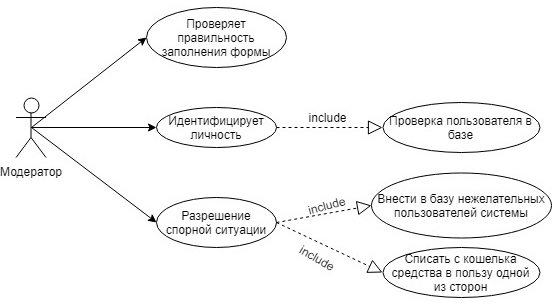 Проверяет
правильность
заполнения формы
Идентифицирует
личность
include
Проверка пользователя в
базе
Модератор
Разрешение
спорной ситуации
include
Внести в базу нежелательных
пользователей системы
include
Списать с кошелька
средства в пользу одной
из сторон